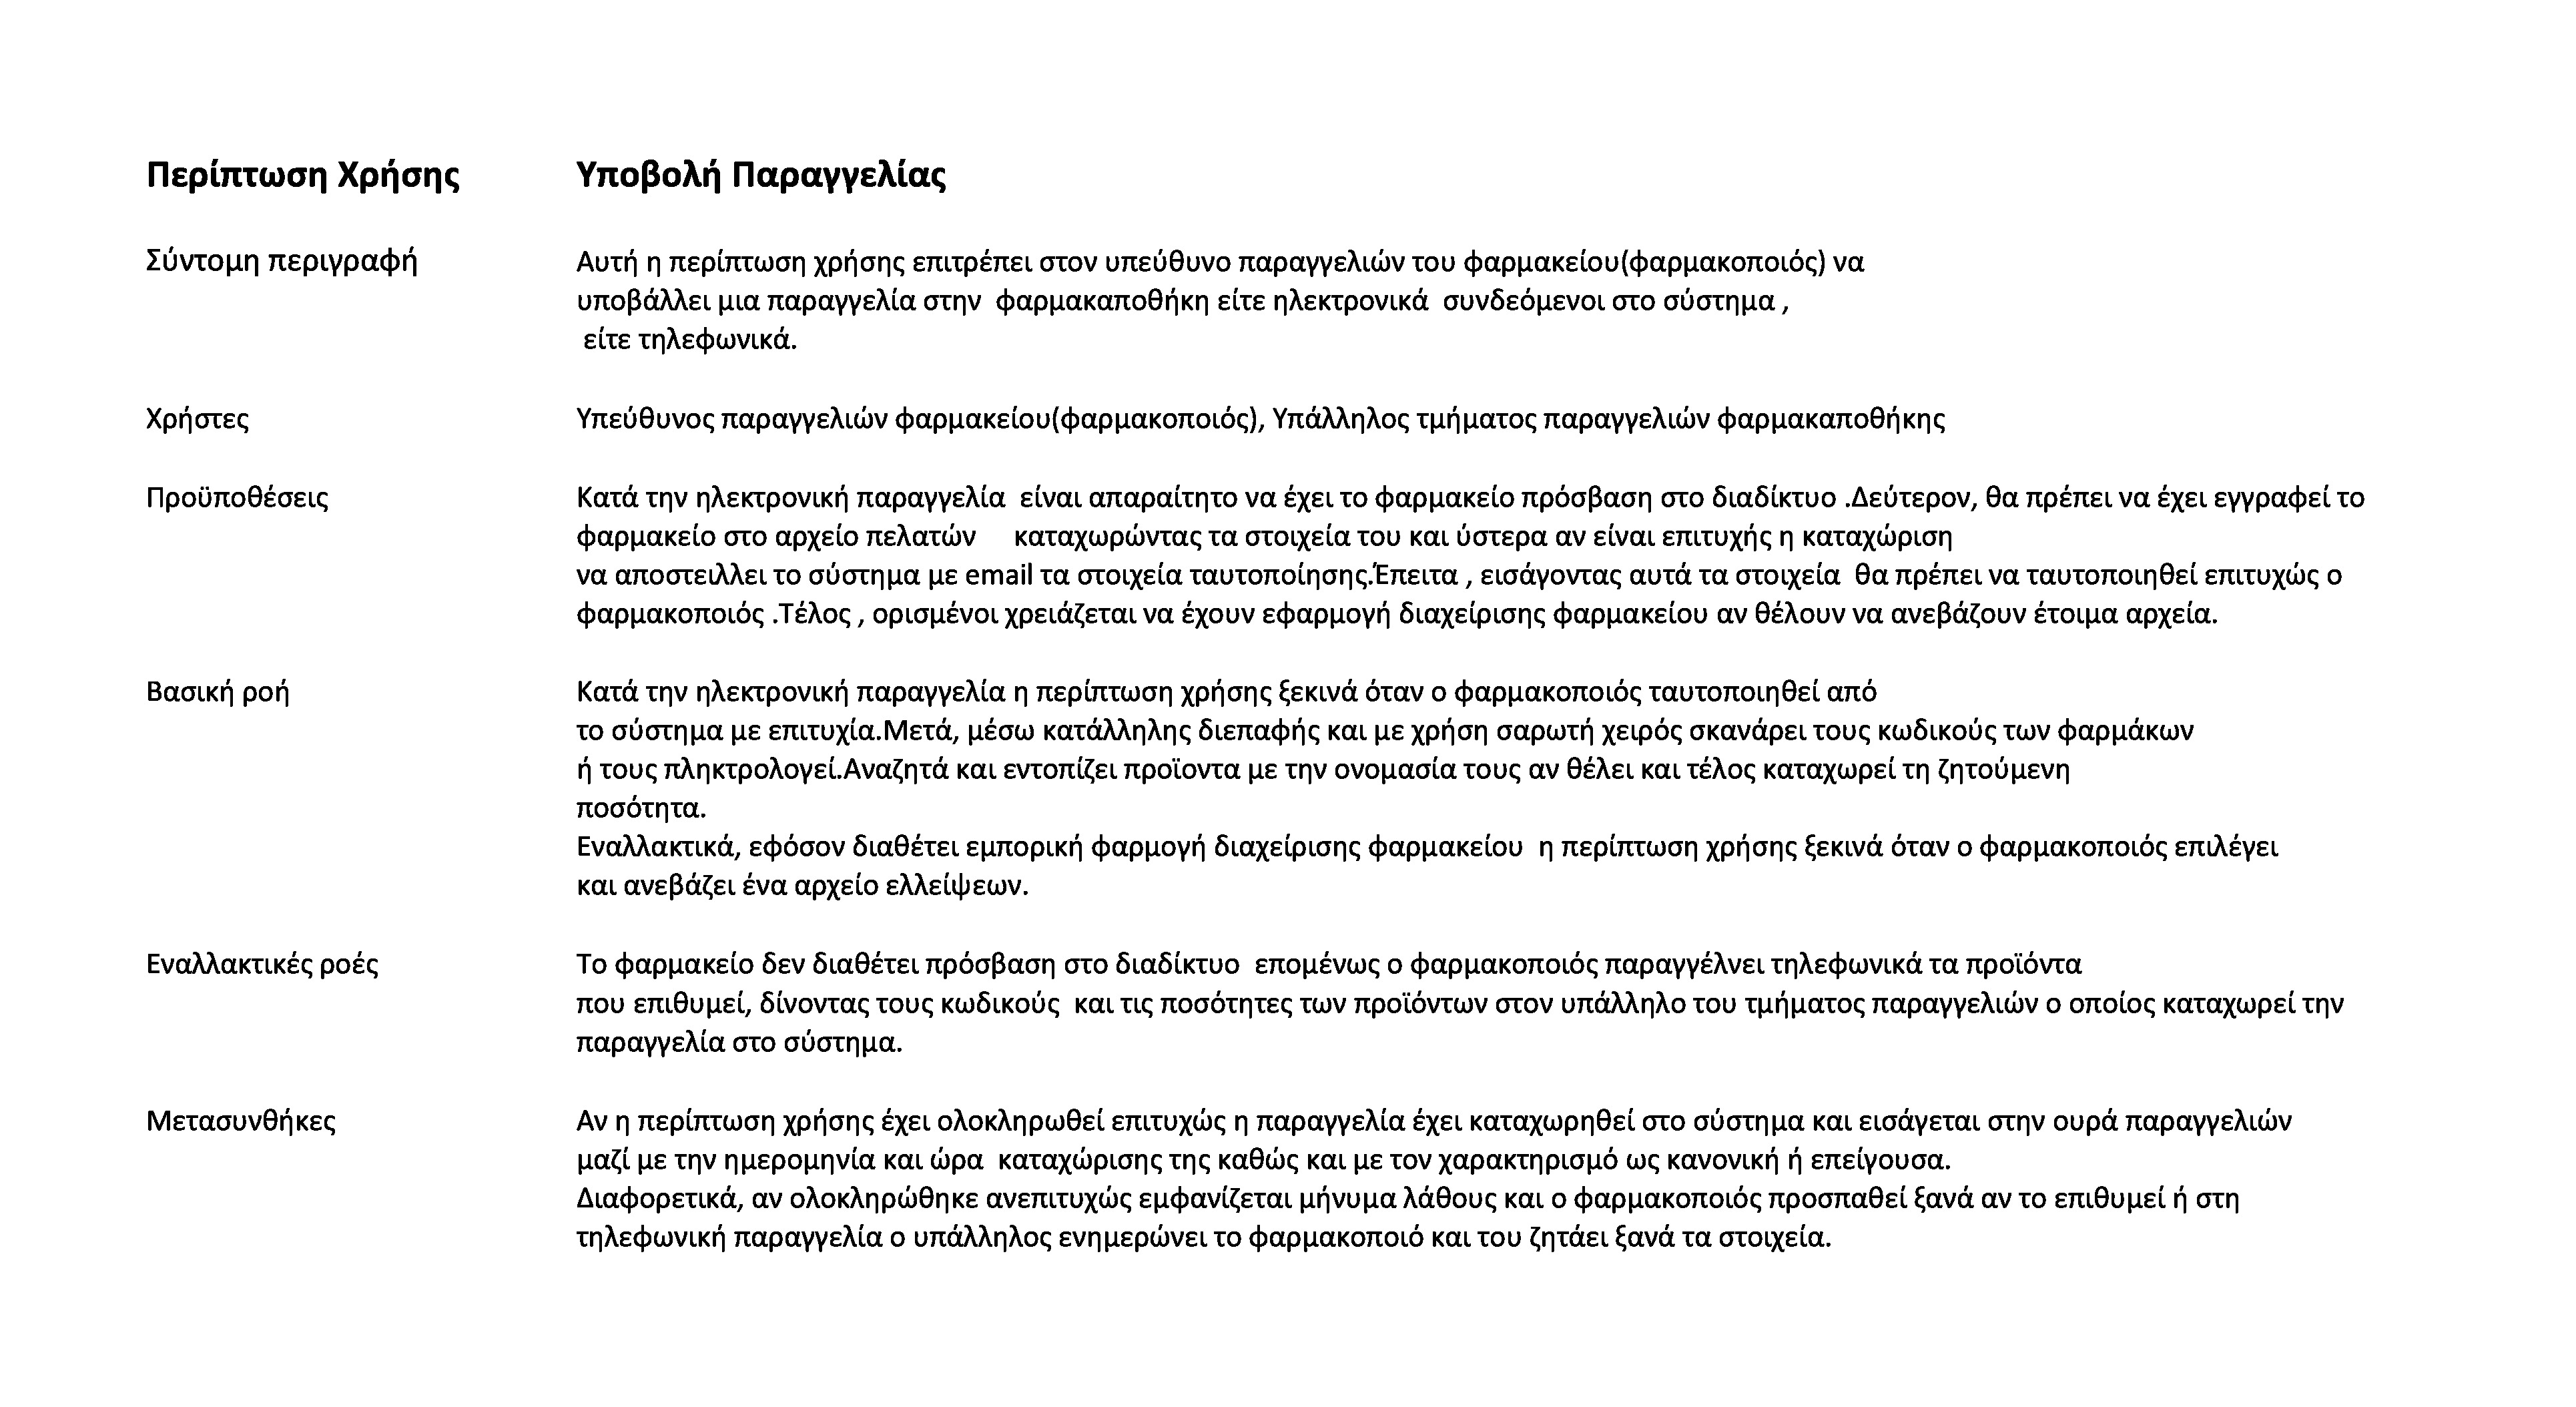 Περίπτωση Χρήσης Υποβολή Παραγγελίας
Σύντομη περιγραφή Αυτή η περίπτωση χρήσης επιτρέπει στον υπεύθυνο παραγγελιών του φαρμακείου(φαρμακοποιός) να
υποβάλλει μια παραγγελία στην φαρμακαποθήκη είτε ηλεκτρονικά συνδεόμενοι στο σύστημα ,
είτε τηλεφωνικά.
Χρήστες Υπεύθυνος παραγγελιών φαρμακείου(φαρμακοποιός), Υπάλληλος τμήματος παραγγελιών φαρμακαποθήκης
Προϋποθέσεις Κατά την ηλεκτρονική παραγγελία είναι απαραίτητο να έχει το φαρμακείο πρόσβαση στο διαδίκτυο .Δεύτερον, θα πρέπει να έχει εγγραφεί το
φαρμακείο στο αρχείο πελατών καταχωρώντας τα στοιχεία του και ύστερα αν είναι επιτυχής η καταχώριση
να αποστειλλει το σύστημα με email τα στοιχεία ταυτοποίησης.Έπειτα , εισάγοντας αυτά τα στοιχεία θα πρέπει να ταυτοποιηθεί επιτυχώς ο
φαρμακοποιός .Τέλος , ορισμένοι χρειάζεται να έχουν εφαρμογή διαχείρισης φαρμακείου αν θέλουν να ανεβάζουν έτοιμα αρχεία.
Βασική ροή Κατά την ηλεκτρονική παραγγελία η περίπτωση χρήσης ξεκινά όταν ο φαρμακοποιός ταυτοποιηθεί από
το σύστημα με επιτυχία.Μετά, μέσω κατάλληλης διεπαφής και με χρήση σαρωτή χειρός σκανάρει τους κωδικούς των φαρμάκων
ή τους πληκτρολογεί.Αναζητά και εντοπίζει προϊοντα με την ονομασία τους αν θέλει και τέλος καταχωρεί τη ζητούμενη
ποσότητα.
Εναλλακτικά, εφόσον διαθέτει εμπορική φαρμογή διαχείρισης φαρμακείου η περίπτωση χρήσης ξεκινά όταν ο φαρμακοποιός επιλέγει
και ανεβάζει ένα αρχείο ελλείψεων.
Εναλλακτικές ροές Το φαρμακείο δεν διαθέτει πρόσβαση στο διαδίκτυο επομένως ο φαρμακοποιός παραγγέλνει τηλεφωνικά τα προϊόντα
που επιθυμεί, δίνοντας τους κωδικούς και τις ποσότητες των προϊόντων στον υπάλληλο του τμήματος παραγγελιών ο οποίος καταχωρεί την
παραγγελία στο σύστημα.
Μετασυνθήκες Αν η περίπτωση χρήσης έχει ολοκληρωθεί επιτυχώς η παραγγελία έχει καταχωρηθεί στο σύστημα και εισάγεται στην ουρά παραγγελιών
μαζί με την ημερομηνία και ώρα καταχώρισης της καθώς και με τον χαρακτηρισμό ως κανονική ή επείγουσα.
Διαφορετικά, αν ολοκληρώθηκε ανεπιτυχώς εμφανίζεται μήνυμα λάθους και ο φαρμακοποιός προσπαθεί ξανά αν το επιθυμεί ή στη
τηλεφωνική παραγγελία ο υπάλληλος ενημερώνει το φαρμακοποιό και του ζητάει ξανά τα στοιχεία.